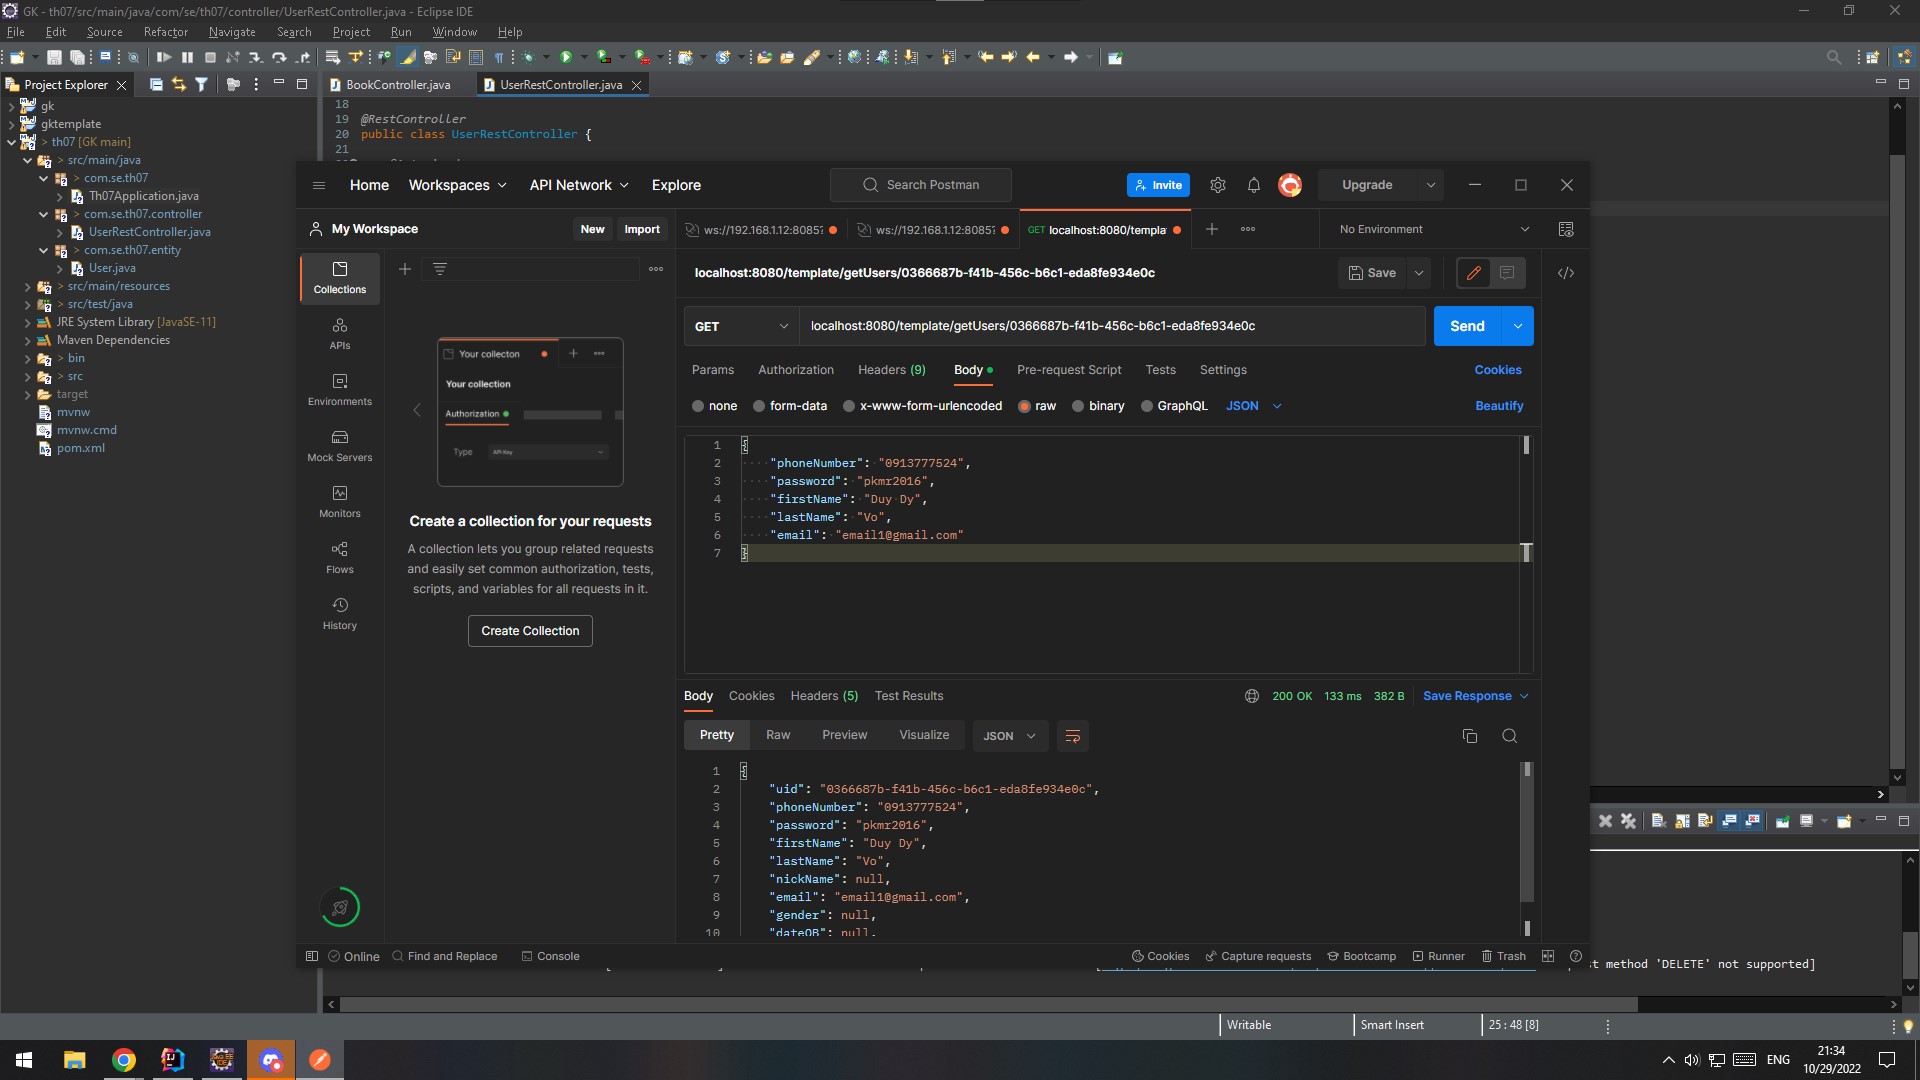 GK - th07/src/main/java/com/se/th07/controller/UserRestController.java - Eclipse IDE
File Edit Source Refactor Navigate Search Project Run Window Help
Project Explorer
BookController.java
UserRestController.java
gk
gktemplate
> th07 [GK main]
> src/main/java
> com.se.th07
Th07Application.java
> com.se.th07.controller
UserRestController.java
> com.se.th07.entity
User.java
> src/main/resources
> src/test/java
JRE System Library [JavaSE-11]
Maven Dependencies
> bin
> src
target
mvnw
mvnw.cmd
pom.xml
18
19 @RestController
20 public class UserRestController {
21
Home Workspaces API Network Explore
Search Postman
Invite
Upgrade
My Workspace
New Import
ws://192.168.1.12:8085?
ws://192.168.1.12:8085?
GET localhost:8080/templa
No Environment
Collections
APIs
Environments
Mock Servers
Monitors
Flows
History
Your collecton
Your collection
Authorization
Type API Key
Create a collection for your requests
A collection lets you group related requests
and easily set common authorization, tests,
scripts, and variables for all requests in it.
Create Collection
localhost:8080/template/getUsers/0366687b-f41b-456c-b6c1-eda8fe934e0c
Save
GET
localhost:8080/template/getUsers/0366687b-f41b-456c-b6c1-eda8fe934e0c
Send
Params Authorization Headers (9) Body Pre-request Script Tests Settings
Cookies
none form-data x-www-form-urlencoded raw binary GraphQL JSON
Beautify
1 {
2 "phoneNumber": "0913777524",
3 "password": "pkmr2016",
4 "firstName": "Duy Dy",
5 "lastName": "Vo",
6 "email": "email1@gmail.com"
7 }
Body Cookies Headers (5) Test Results
200 OK 133 ms 382 B Save Response
Pretty Raw Preview Visualize JSON
1 {
2 "uid": "0366687b-f41b-456c-b6c1-eda8fe934e0c",
3 "phoneNumber": "0913777524",
4 "password": "pkmr2016",
5 "firstName": "Duy Dy",
6 "lastName": "Vo",
7 "nickName": null,
8 "email": "email1@gmail.com",
9 "gender": null,
10 "dateOB": null,
Online Find and Replace Console
Cookies Capture requests Bootcamp Runner Trash
st method 'DELETE' not supported]
Writable
Smart Insert
25 : 48 [8]
ENG
21:34
10/29/2022